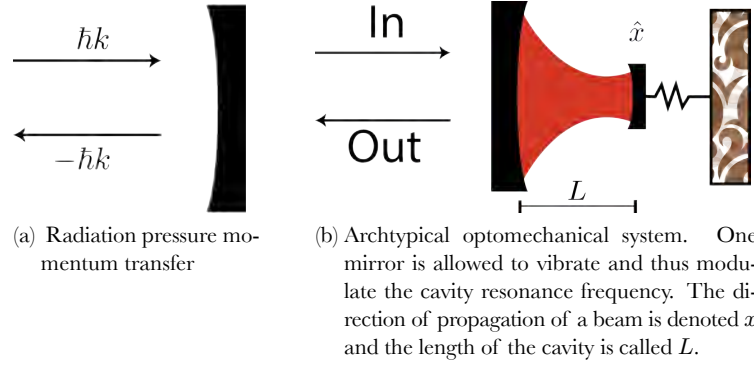 ħk
−ħk
(a) Radiation pressure mo-
mentum transfer
In
Out
x̂
L
(b) Archtypical optomechanical system. One
mirror is allowed to vibrate and thus modu-
late the cavity resonance frequency. The di-
rection of propagation of a beam is denoted x
and the length of the cavity is called L.